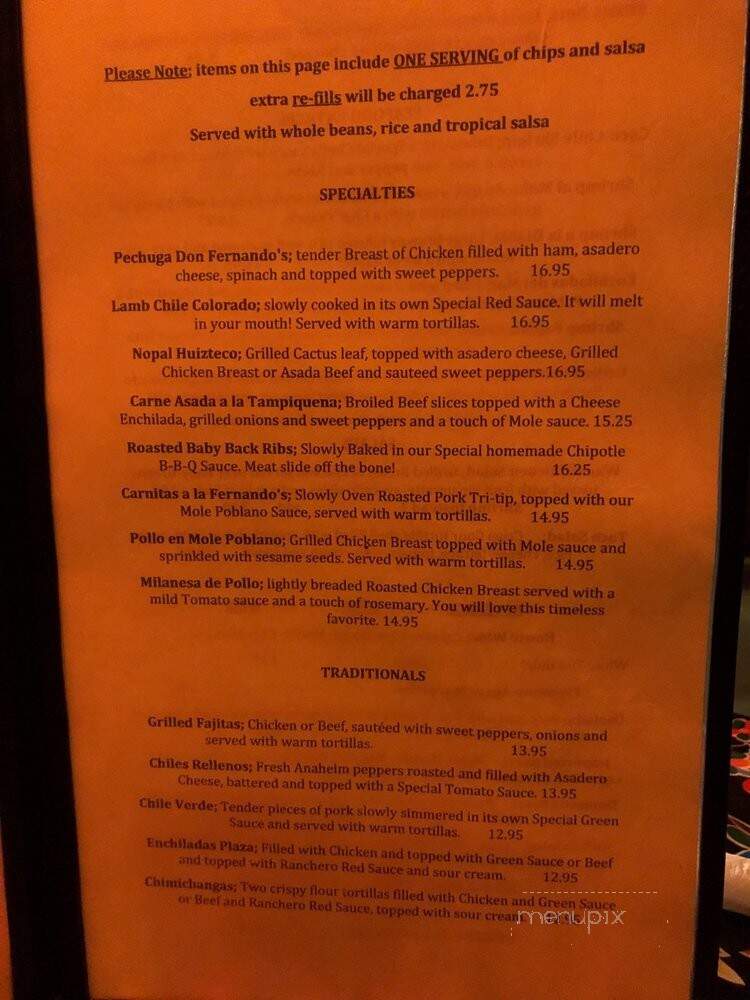 Please Note; items on this page include ONE SERVING of chips and salsa
extra re-fills will be charged 2.75
Served with whole beans, rice and tropical salsa
SPECIALTIES
Pechuga Don Fernando's; tender Breast of Chicken filled with ham, asadero
cheese, spinach and topped with sweet peppers. 16.95
Lamb Chile Colorado; slowly cooked in its own Special Red Sauce. It will melt
in your mouth! Served with warm tortillas. 16.95
Nopal Huizteco; Grilled Cactus leaf, topped with asadero cheese, Grilled
Chicken Breast or Asada Beef and sauteed sweet peppers.16.95
Carne Asada a la Tampiquena; Broiled Beef slices topped with a Cheese
Enchilada, grilled onions and sweet peppers and a touch of Mole sauce. 15.25
Roasted Baby Back Ribs; Slowly Baked in our Special homemade Chipotle
B-B-Q Sauce. Meat slide off the bone! 16.25
Carnitas a la Fernando's; Slowly Oven Roasted Pork Tri-tip, topped with our
Mole Poblano Sauce, served with warm tortillas. 14.95
Pollo en Mole Poblano; Grilled Chicken Breast topped with Mole sauce and
sprinkled with sesame seeds. Served with warm tortillas. 14.95
Milanesa de Pollo; lightly breaded Roasted Chicken Breast served with a
mild Tomato sauce and a touch of rosemary. You will love this timeless
favorite. 14.95
TRADITIONALS
Grilled Fajitas; Chicken or Beef, sautéed with sweet peppers, onions and
served with warm tortillas. 13.95
Chiles Rellenos; Fresh Anaheim peppers roasted and filled with Asadero
Cheese, battered and topped with a Special Tomato Sauce. 13.95
Chile Verde; Tender pieces of pork slowly simmered in its own Special Green
Sauce and served with warm tortillas. 12.95
Enchiladas Plaza; Filled with Chicken and topped with Green Sauce or Beef
and topped with Ranchero Red Sauce and sour cream. 12.95
Chimichangas; Two crispy flour tortillas filled with Chicken and Green Sauce
or Beef and Ranchero Red Sauce, topped with sour cream
menupix